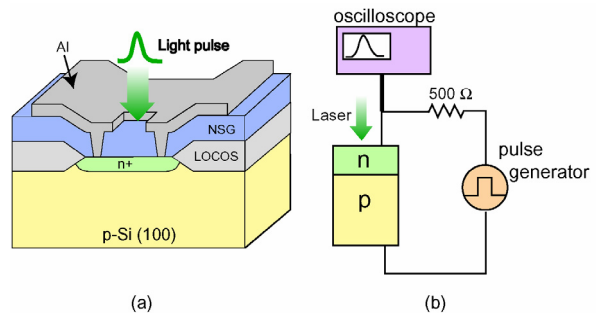 Al
Light pulse
NSG
LOCOS
n+
p-Si (100)
(a)
oscilloscope
500 Ω
Laser
pulse
generator
n
p
(b)